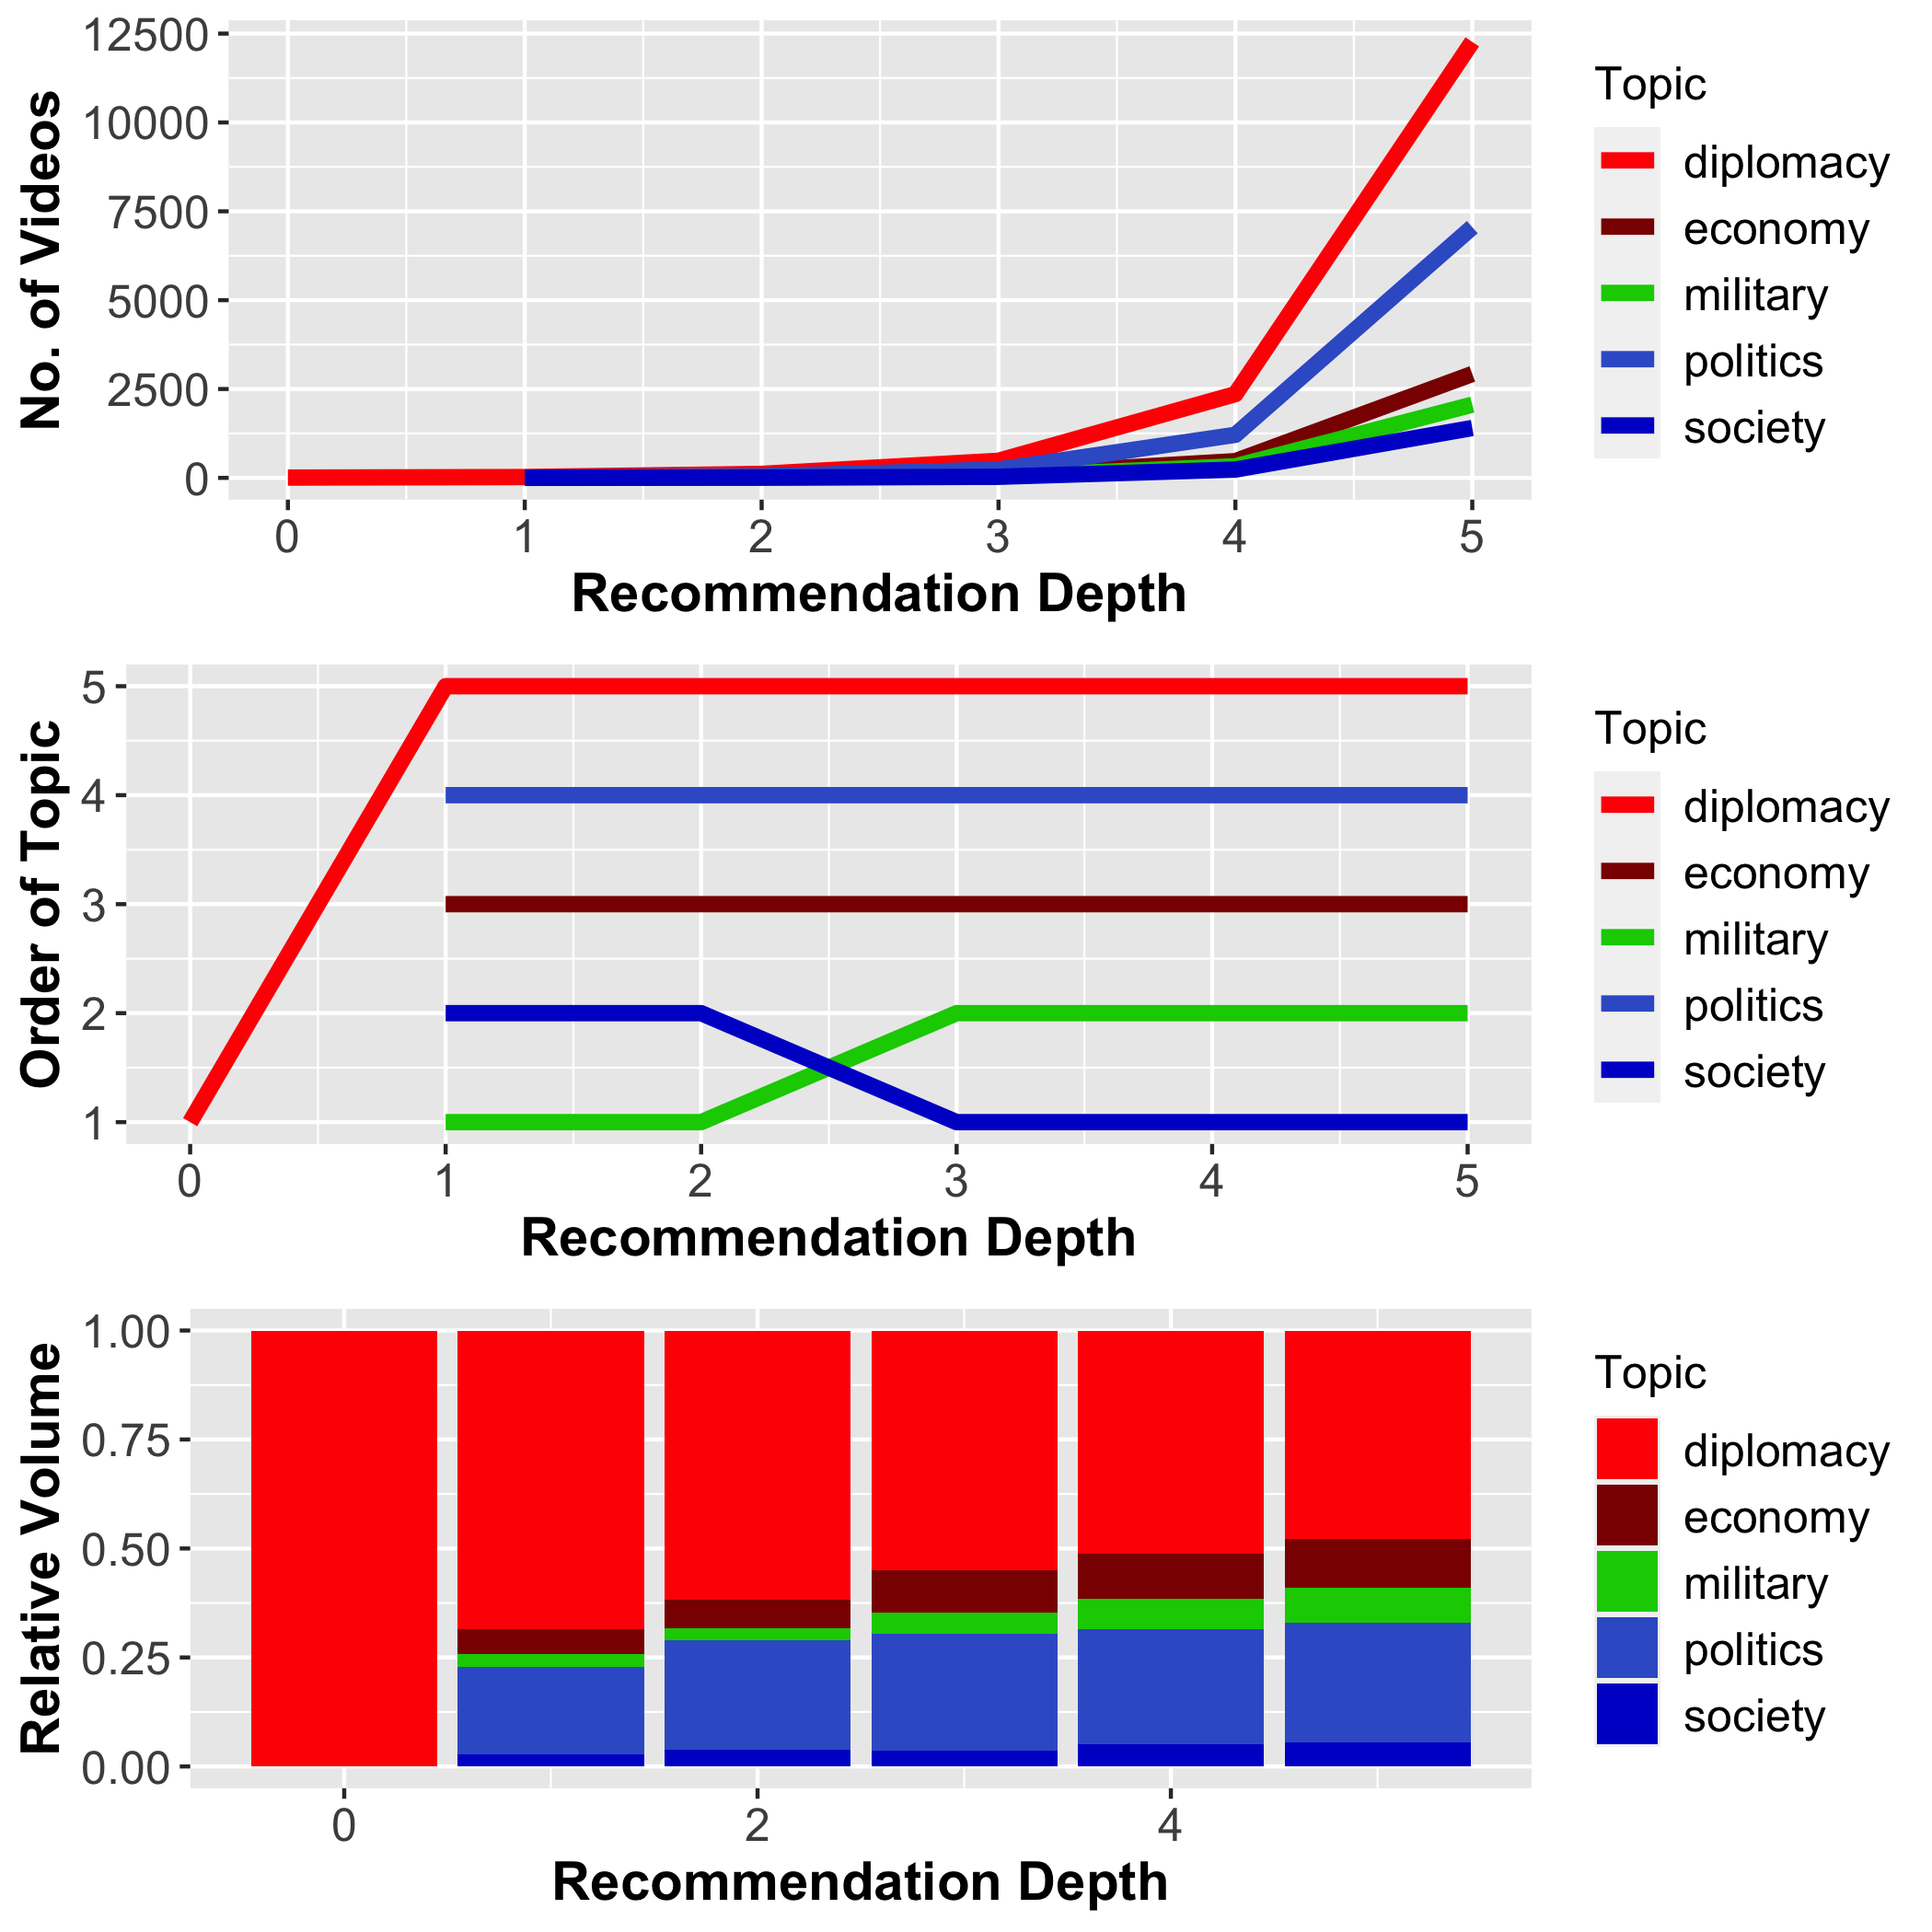 No. of Videos
12500
10000
7500
5000
2500
0
0 1 2 3 4 5
Recommendation Depth
Topic
diplomacy
economy
military
politics
society
Order of Topic
5
4
3
2
1
0 1 2 3 4 5
Recommendation Depth
Topic
diplomacy
economy
military
politics
society
Relative Volume
1.00
0.75
0.50
0.25
0.00
0 2 4
Recommendation Depth
Topic
diplomacy
economy
military
politics
society